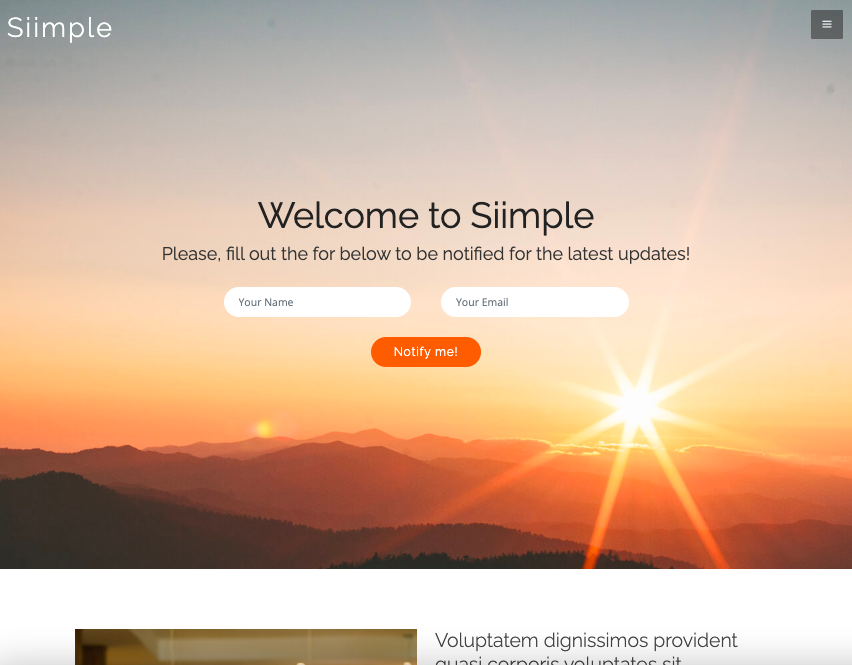 Siimple
Welcome to Siimple
Please, fill out the for below to be notified for the latest updates!
Your Name
Your Email
Notify me!
Voluptatem dignissimos provident
quasi corporis voluptates sit